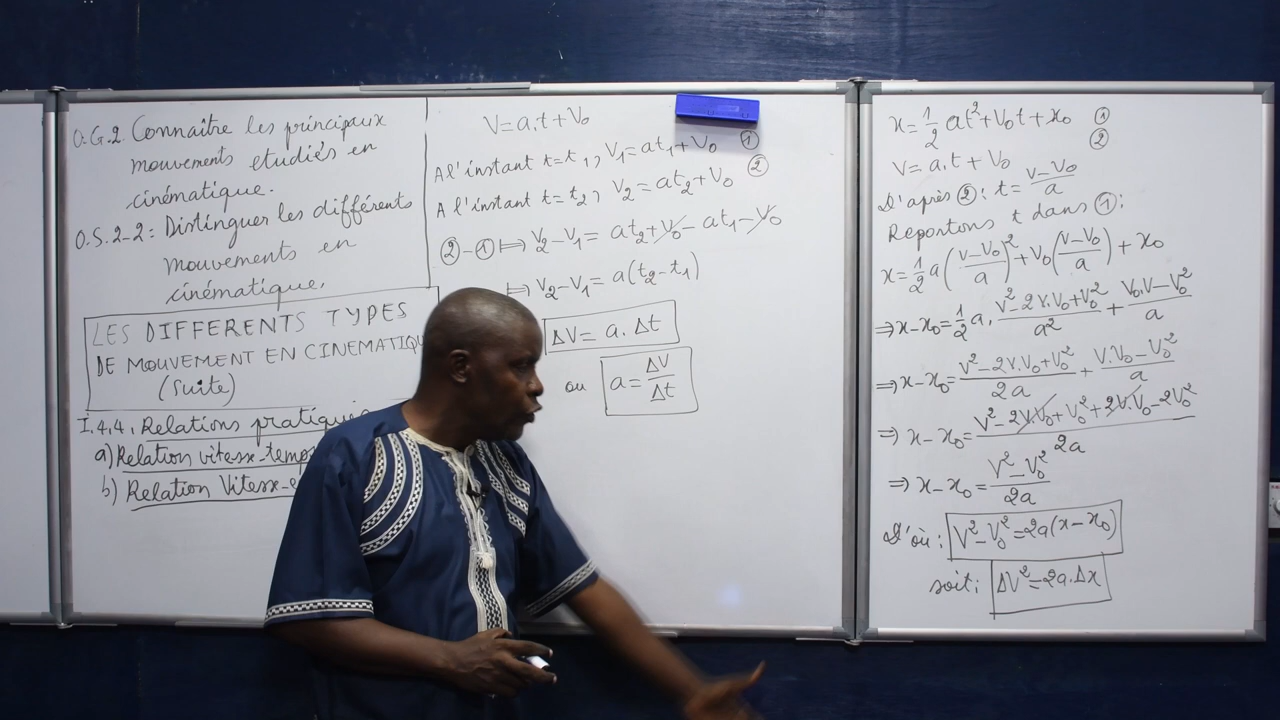 O.G.2. Connaître les principaux
mouvements etudiés en
cinématique.
O.S.2-2: Distinguer les différents
mouvements en
cinématique.
LES DIFFERENTS TYPES
DE MOUVEMENT EN CINEMATIQU
(Suite)
I.4.4. Relations pratiques
a) Relation vitesse-temps
b) Relation Vitesse-e
V = a.t + V₀
A l'instant t = t₁, V₁ = at₁ + V₀ ①
A l'instant t = t₂, V₂ = at₂ + V₀ ②
② - ① ⟼ V₂ - V₁ = at₂ + V₀ - at₁ - V₀
⟼ V₂ - V₁ = a(t₂ - t₁)
ΔV = a. Δt
ou a = ΔV/Δt
x = 1/2 at² + V₀t + x₀ ①
V = a.t + V₀ ②
D'après ②: t = (V - V₀)/a
Reportons t dans ①:
x = 1/2 a((V - V₀)/a)² + V₀((V - V₀)/a) + x₀
⇒ x - x₀ = 1/2 a. (V² - 2V.V₀ + V₀²)/a² + (V₀.V - V₀²)/a
⇒ x - x₀ = (V² - 2V.V₀ + V₀²)/2a + (V.V₀ - V₀²)/a
⇒ x - x₀ = (V² - 2V.V₀ + V₀² + 2V.V₀ - 2V₀²)/2a
⇒ x - x₀ = (V² - V₀²)/2a
D'où: V² - V₀² = 2a(x - x₀)
soit: ΔV² = 2a.Δx